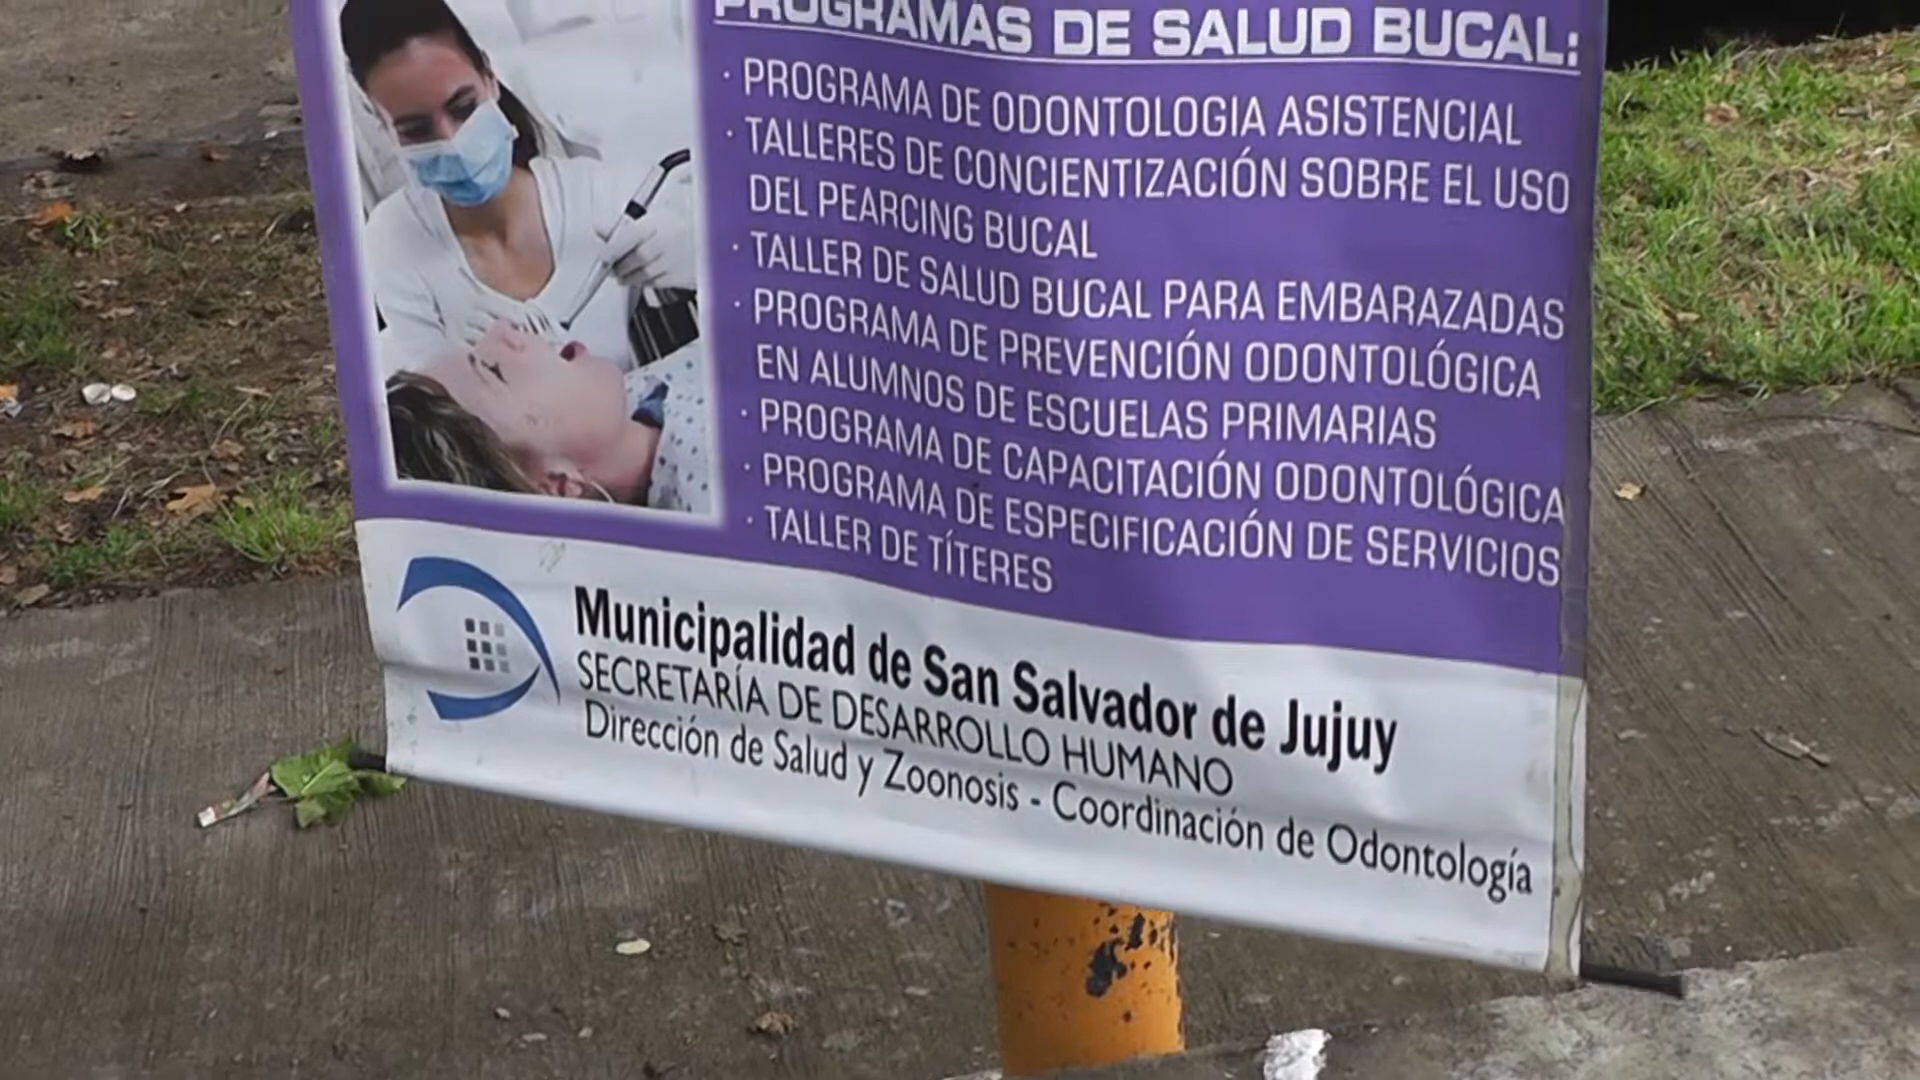 PROGRAMAS DE SALUD BUCAL:
· PROGRAMA DE ODONTOLOGIA ASISTENCIAL
· TALLERES DE CONCIENTIZACIÓN SOBRE EL USO
DEL PEARCING BUCAL
· TALLER DE SALUD BUCAL PARA EMBARAZADAS
· PROGRAMA DE PREVENCIÓN ODONTOLÓGICA
EN ALUMNOS DE ESCUELAS PRIMARIAS
· PROGRAMA DE CAPACITACIÓN ODONTOLÓGICA
· PROGRAMA DE ESPECIFICACIÓN DE SERVICIOS
· TALLER DE TÍTERES
Municipalidad de San Salvador de Jujuy
SECRETARÍA DE DESARROLLO HUMANO
Dirección de Salud y Zoonosis - Coordinación de Odontología